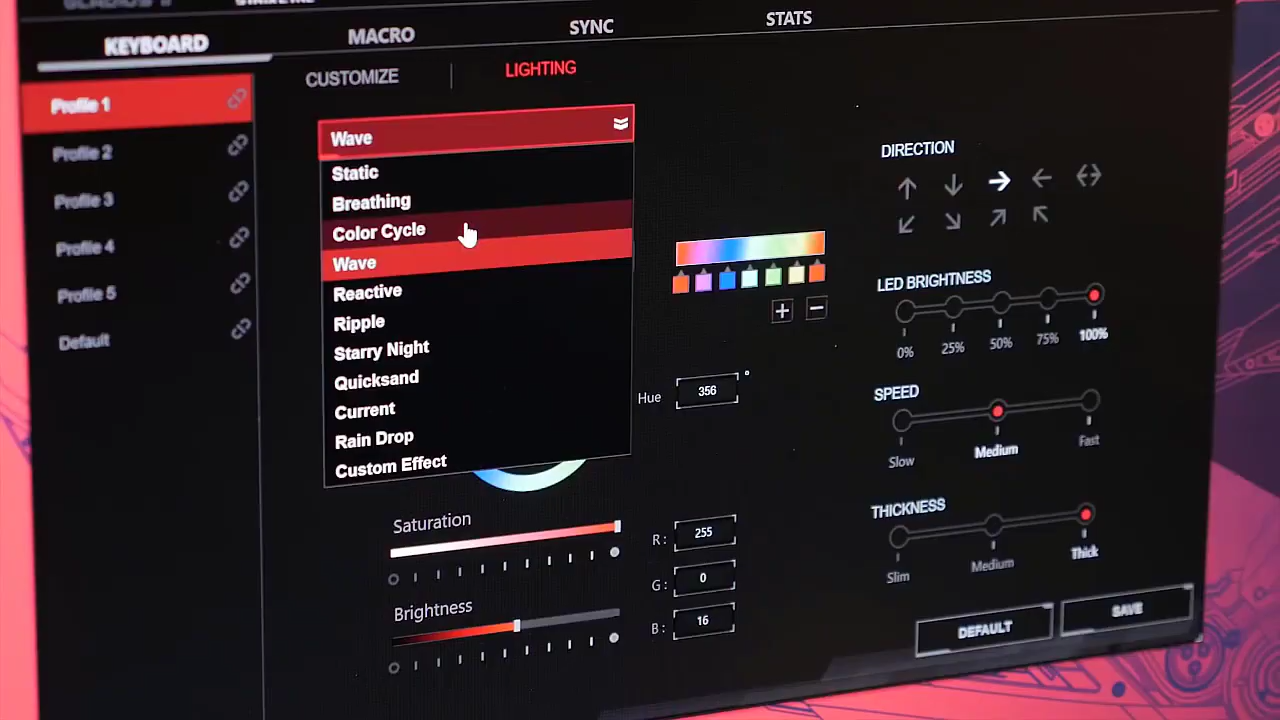 KEYBOARD
MACRO
SYNC
STATS
CUSTOMIZE
LIGHTING
Profile 1
Profile 2
Profile 3
Profile 4
Profile 5
Default
Wave
Static
Breathing
Color Cycle
Wave
Reactive
Ripple
Starry Night
Quicksand
Current
Rain Drop
Custom Effect
Hue 356 °
Saturation
Brightness
R: 255
G: 0
B: 16
DIRECTION
LED BRIGHTNESS
0% 25% 50% 75% 100%
SPEED
Slow Medium Fast
THICKNESS
Slim Medium Thick
DEFAULT
SAVE